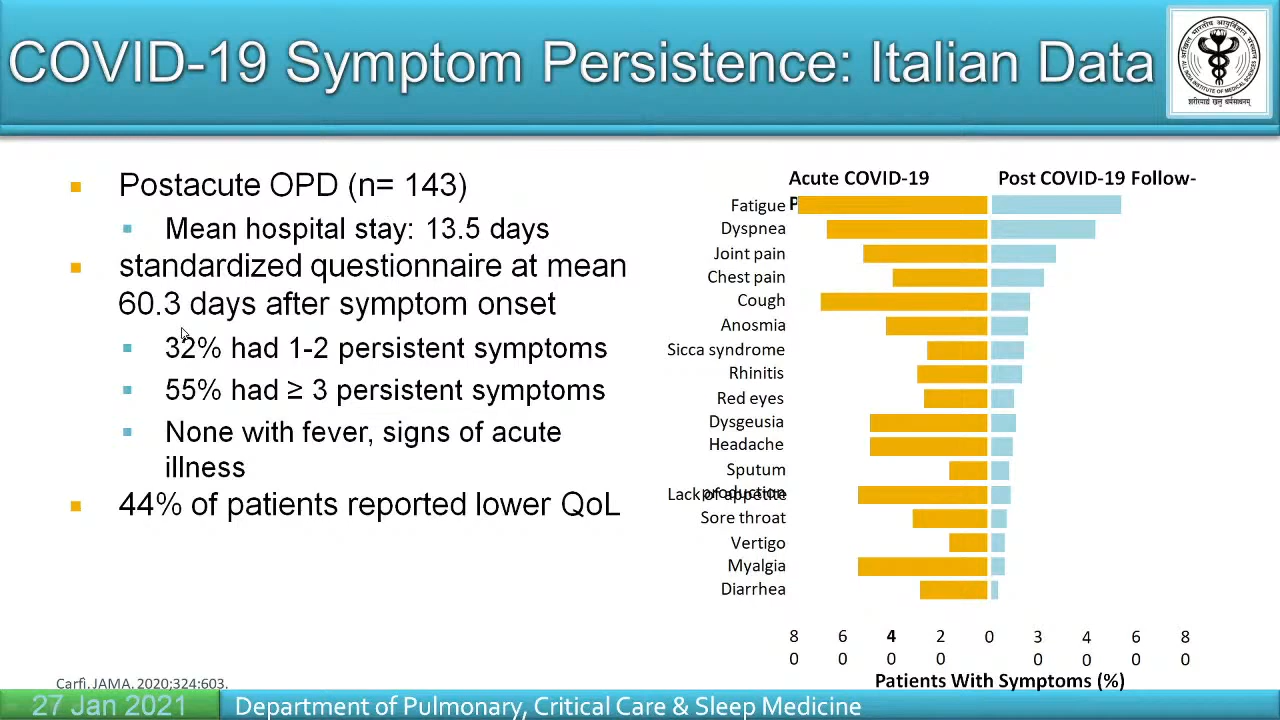 COVID-19 Symptom Persistence: Italian Data
Postacute OPD (n= 143)
Mean hospital stay: 13.5 days
standardized questionnaire at mean
60.3 days after symptom onset
32% had 1-2 persistent symptoms
55% had ≥ 3 persistent symptoms
None with fever, signs of acute
illness
44% of patients reported lower QoL
Acute COVID-19 Post COVID-19 Follow-
Fatigue
Dyspnea
Joint pain
Chest pain
Cough
Anosmia
Sicca syndrome
Rhinitis
Red eyes
Dysgeusia
Headache
Sputum
production
Lack of appetite
Sore throat
Vertigo
Myalgia
Diarrhea
8 6 4 2 0 3 4 6 8
0 0 0 0 0 0 0 0
Patients With Symptoms (%)
Carfì. JAMA. 2020;324:603.
27 Jan 2021
Department of Pulmonary, Critical Care & Sleep Medicine